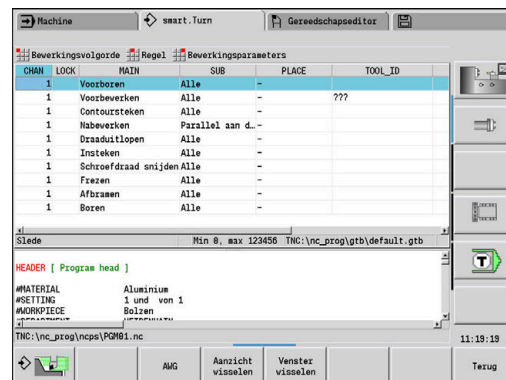 Machine smart.Turn Gereedschapseditor
Bewerkingsvolgorde Regel Bewerkingsparameters
CHAN LOCK MAIN SUB PLACE TOOL_ID
1 Voorboren Alle -
1 Voorbewerken Alle - ???
1 Contoursteken Alle -
1 Nabewerken Parallel aan d… -
1 Draaduitlopen Alle -
1 Insteken Alle -
1 Schroefdraad snijden Alle -
1 Frezen Alle -
1 Afbramen Alle -
1 Boren Alle -
Slede Min 0, max 123456 TNC:\nc_prog\gtb\default.gtb
HEADER [ Program head ]
#MATERIAL Aluminium
#SETTING 1 und von 1
#WORKPIECE Bolzen
TNC:\nc_prog\ncps\PGM01.nc
T
11:19:19
AWG Aanzicht wisselen Venster wisselen Terug